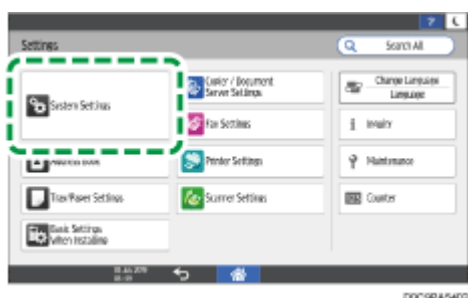 ?
Settings
Search All
System Settings
Copier / Document
Server Settings
Change Language
Language
Fax Settings
i Inquiry
Address Book
Printer Settings
Maintenance
Tray/Paper Settings
Scanner Settings
Counter
Basic Settings
When Installing